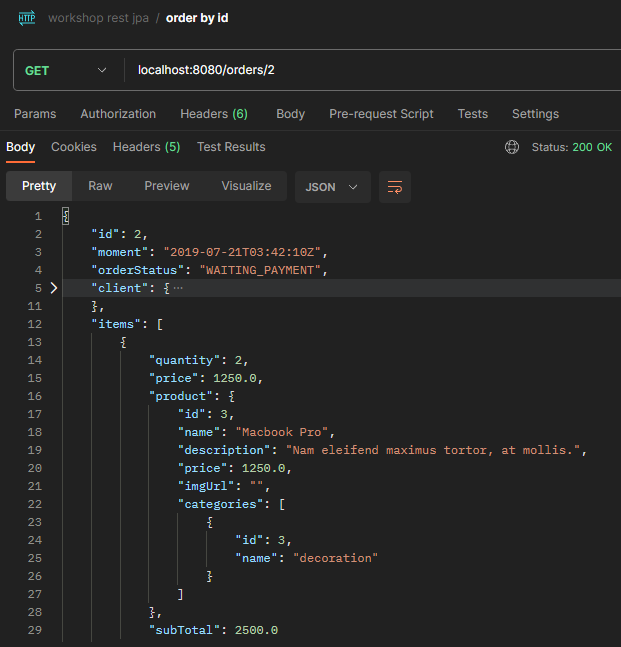 HTTP workshop rest jpa / order by id
GET localhost:8080/orders/2
Params Authorization Headers (6) Body Pre-request Script Tests Settings
Body Cookies Headers (5) Test Results Status: 200 OK
Pretty Raw Preview Visualize JSON
1 {
2 "id": 2,
3 "moment": "2019-07-21T03:42:10Z",
4 "orderStatus": "WAITING_PAYMENT",
5 "client": { ···
11 },
12 "items": [
13 {
14 "quantity": 2,
15 "price": 1250.0,
16 "product": {
17 "id": 3,
18 "name": "Macbook Pro",
19 "description": "Nam eleifend maximus tortor, at mollis.",
20 "price": 1250.0,
21 "imgUrl": "",
22 "categories": [
23 {
24 "id": 3,
25 "name": "decoration"
26 }
27 ]
28 },
29 "subTotal": 2500.0